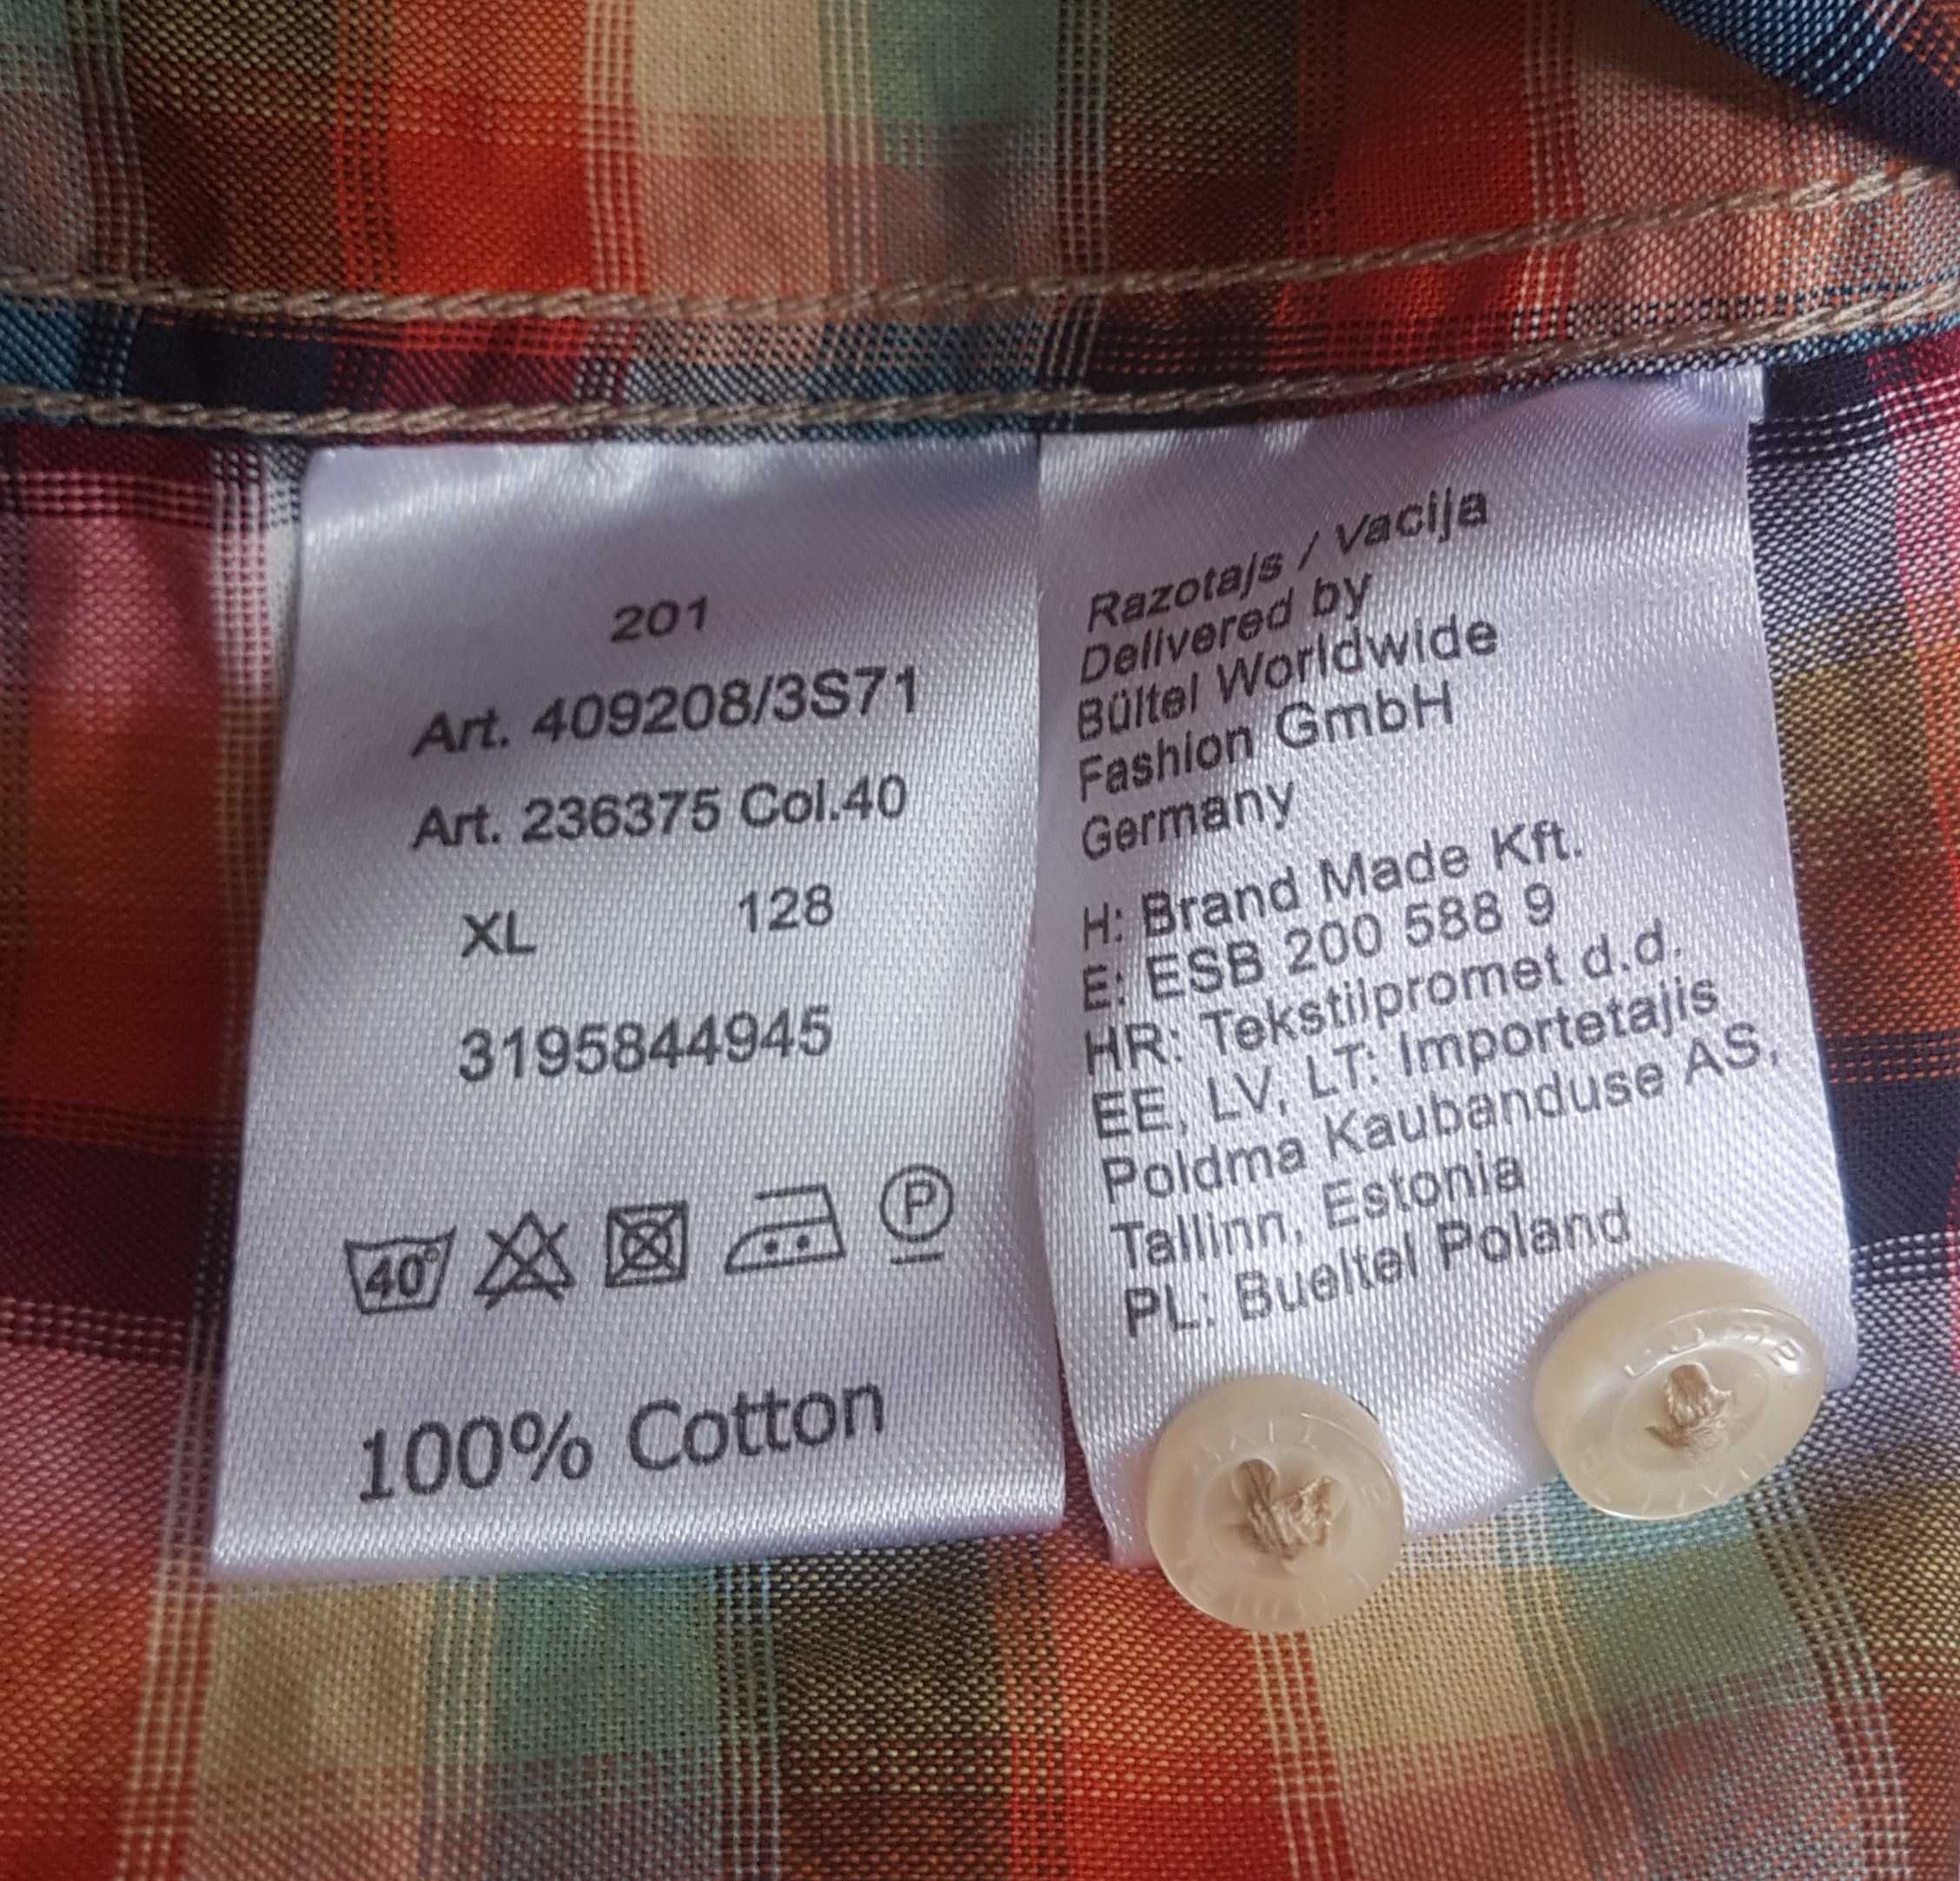 201
Art. 409208/3S71
Art. 236375 Col.40
XL 128
3195844945
40°
P
100% Cotton
Razotajs / Vacija
Delivered by
Bültel Worldwide
Fashion GmbH
Germany
H: Brand Made Kft.
E: ESB 200 588 9
HR: Tekstilpromet d.d.
EE, LV, LT: Importetajis
Poldma Kaubanduse AS,
Tallinn, Estonia
PL: Bueltel Poland